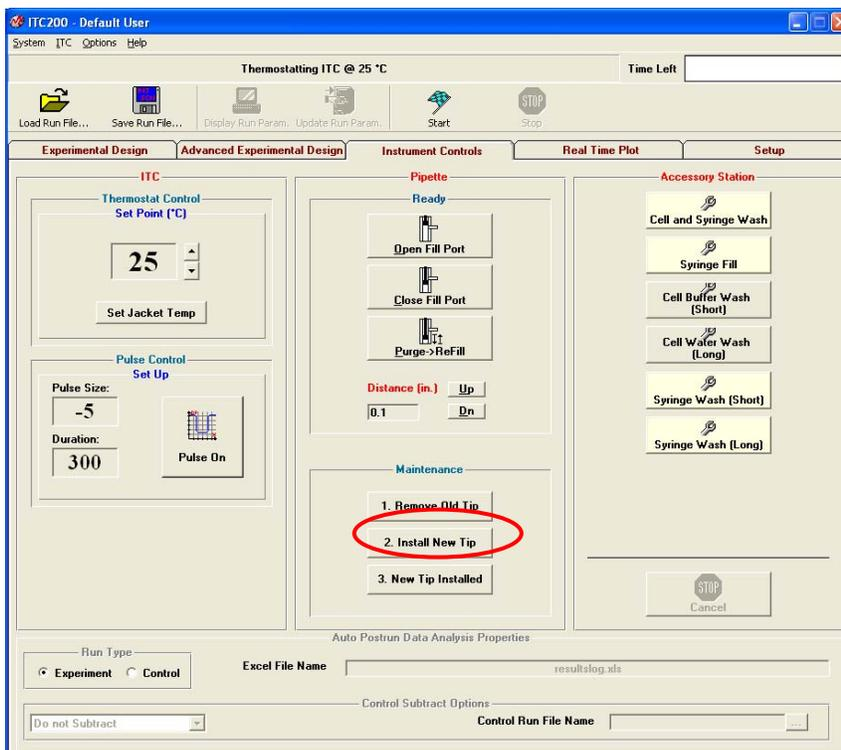 ITC200 - Default User
System ITC Options Help
Thermostatting ITC @ 25 °C
Time Left
Load Run File...
Save Run File...
Display Run Param.
Update Run Param.
Start
STOP
Stop
Experimental Design
Advanced Experimental Design
Instrument Controls
Real Time Plot
Setup
ITC
Thermostat Control
Set Point (°C)
25
Set Jacket Temp
Pulse Control
Set Up
Pulse Size:
-5
Duration:
300
Pulse On
Pipette
Ready
Open Fill Port
Close Fill Port
Purge->ReFill
Distance (in.)
Up
0.1
Dn
Maintenance
1. Remove Old Tip
2. Install New Tip
3. New Tip Installed
Accessory Station
Cell and Syringe Wash
Syringe Fill
Cell Buffer Wash
(Short)
Cell Water Wash
(Long)
Syringe Wash (Short)
Syringe Wash (Long)
STOP
Cancel
Auto Postrun Data Analysis Properties
Run Type
Experiment
Control
Excel File Name
resultslog.xls
Control Subtract Options
Do not Subtract
Control Run File Name
...